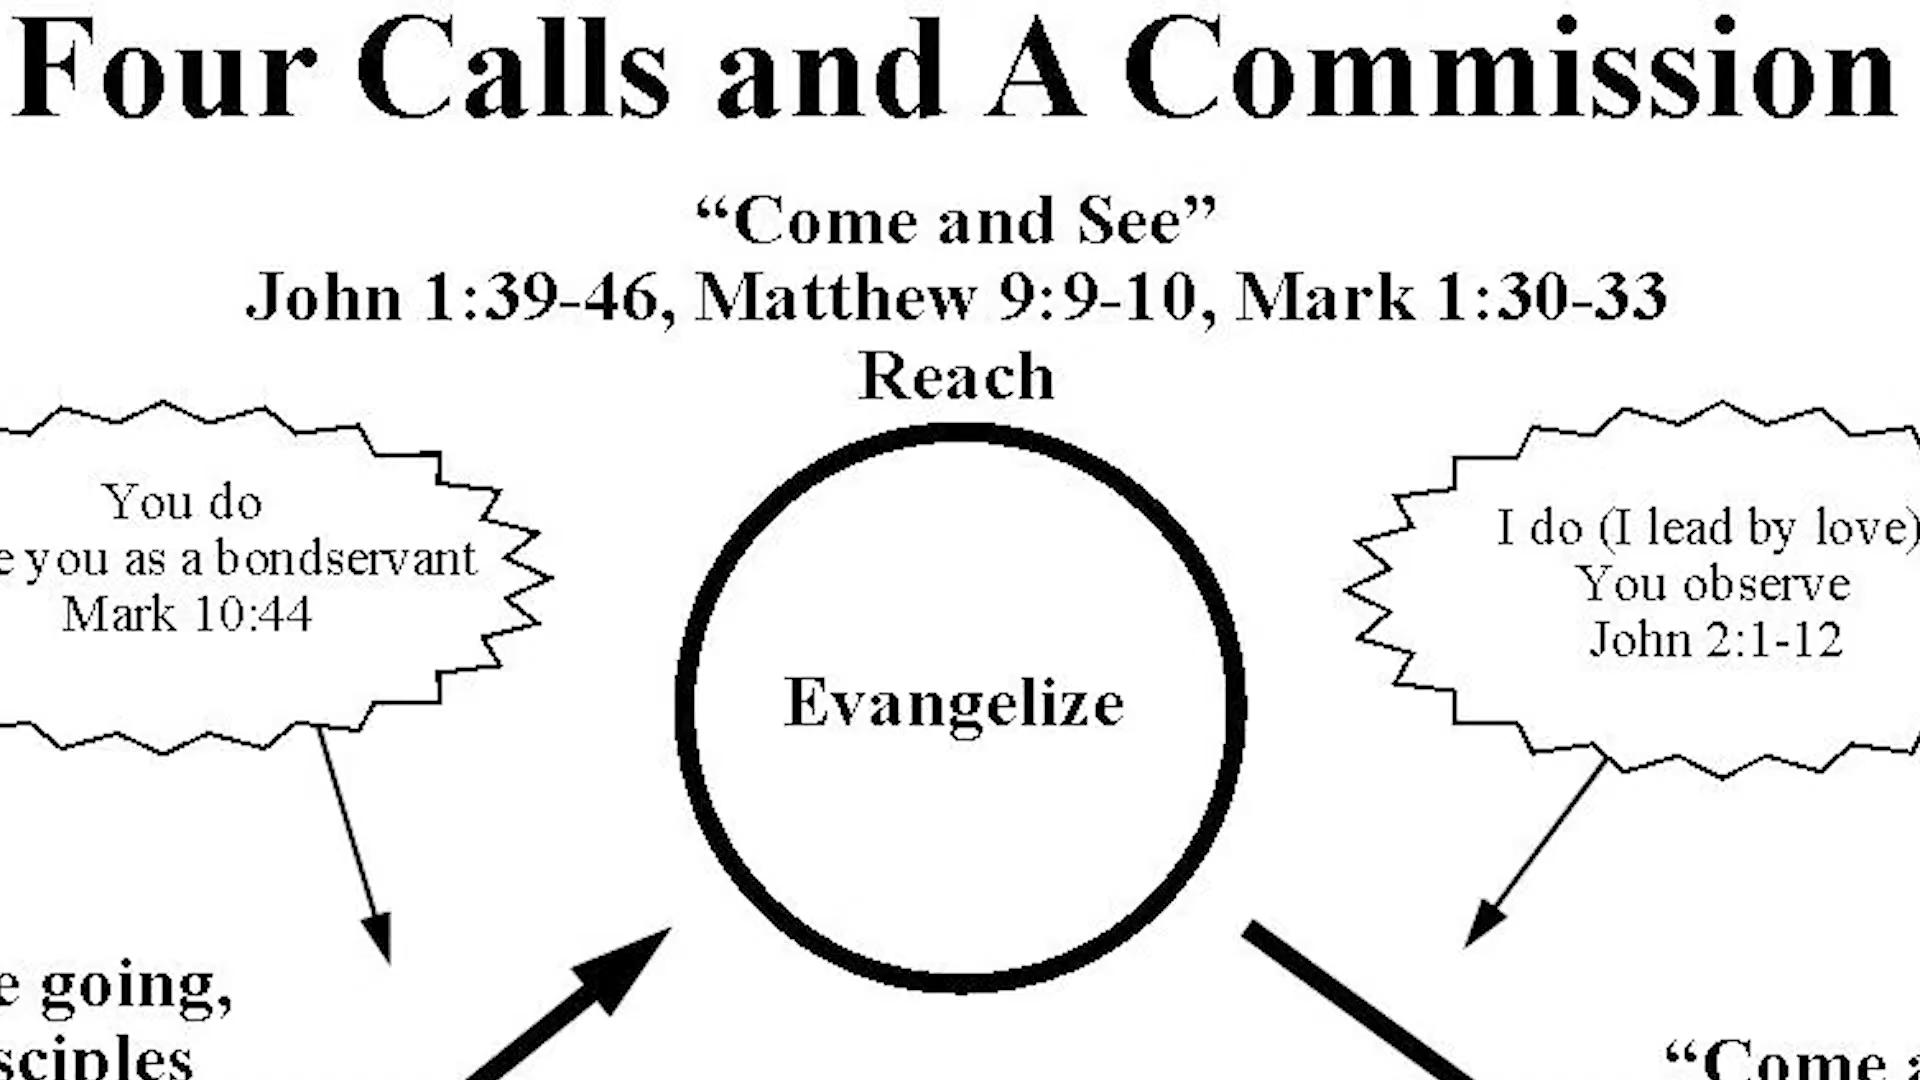 Four Calls and A Commission
“Come and See”
John 1:39-46, Matthew 9:9-10, Mark 1:30-33
Reach
You do
you as a bondservant
Mark 10:44
Evangelize
I do (I lead by love)
You observe
John 2:1-12
going,
“Come